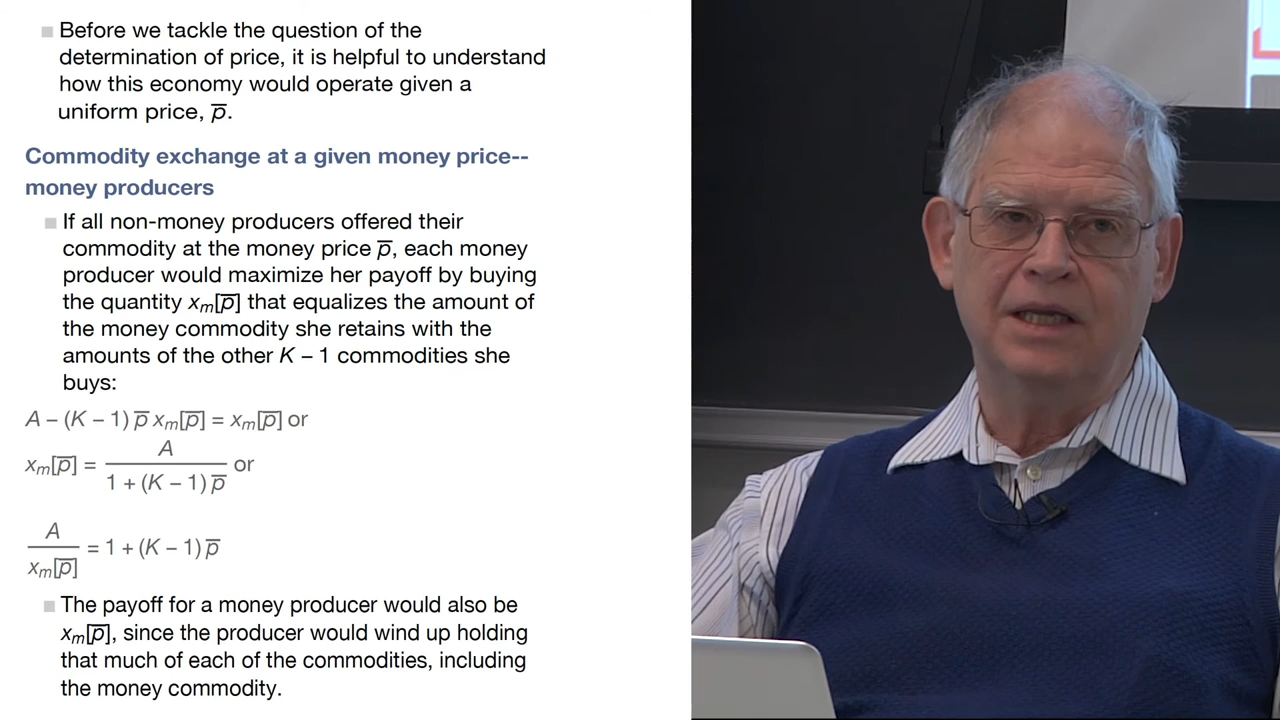 Before we tackle the question of the
determination of price, it is helpful to understand
how this economy would operate given a
uniform price, p̅.
Commodity exchange at a given money price--
money producers
If all non-money producers offered their
commodity at the money price p̅, each money
producer would maximize her payoff by buying
the quantity xₘ[p̅] that equalizes the amount of
the money commodity she retains with the
amounts of the other K – 1 commodities she
buys:
A – (K – 1) p̅ xₘ[p̅] = xₘ[p̅] or
xₘ[p̅] = A / (1 + (K – 1) p̅) or
A / xₘ[p̅] = 1 + (K – 1) p̅
The payoff for a money producer would also be
xₘ[p̅], since the producer would wind up holding
that much of each of the commodities, including
the money commodity.